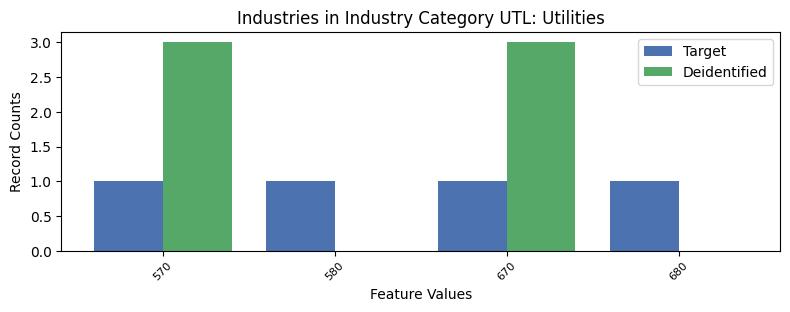 Industries in Industry Category UTL: Utilities
Target
Deidentified
Record Counts
3.0
2.5
2.0
1.5
1.0
0.5
0.0
570
580
670
680
Feature Values